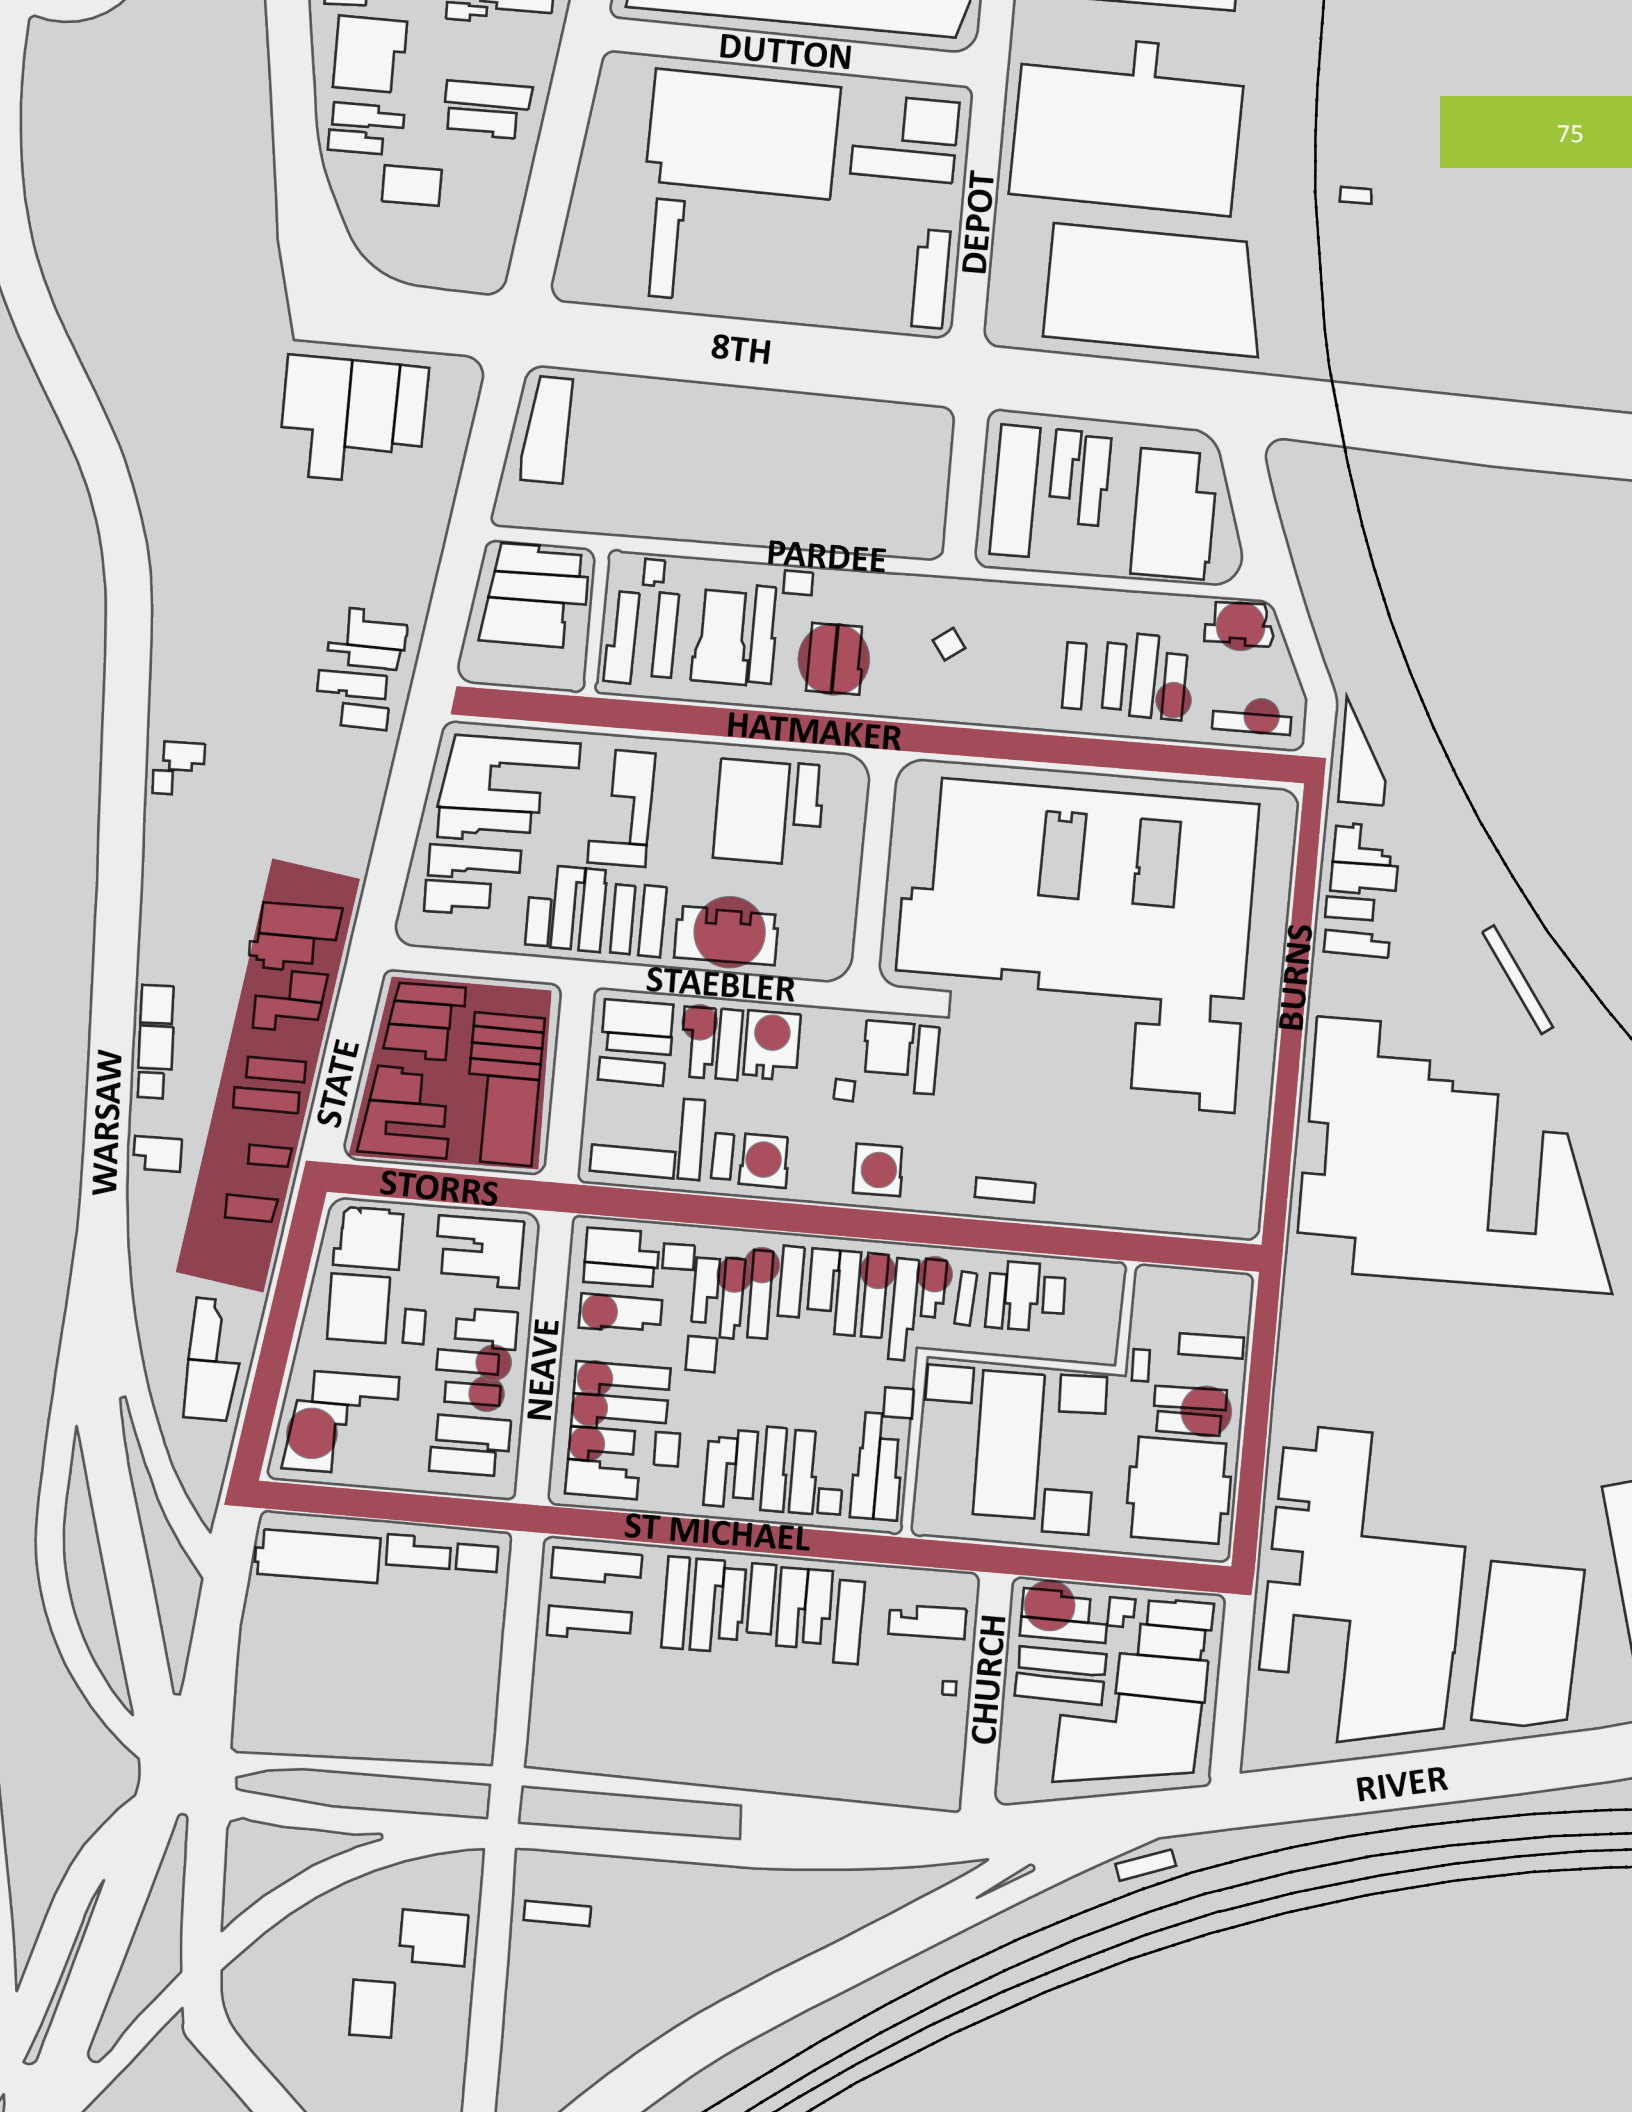 DUTTON
75
DEPOT
8TH
PARDEE
HATMAKER
STAEBLER
BURNS
STATE
WARSAW
STORRS
NEAVE
ST MICHAEL
CHURCH
RIVER